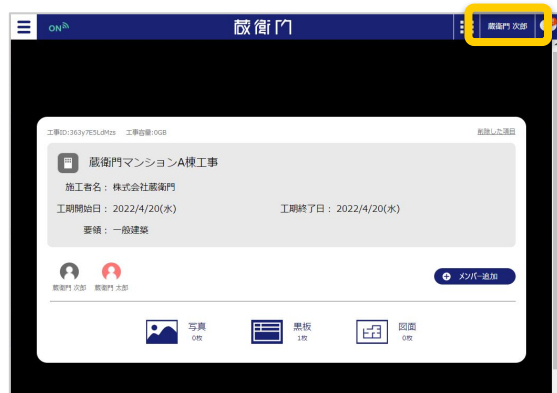 ON
蔵衛門
蔵衛門 次郎
工事ID:363y7E5LdMzs 工事容量:0GB
削除した項目
蔵衛門マンションA棟工事
施工者名： 株式会社蔵衛門
工期開始日： 2022/4/20(水)
工期終了日： 2022/4/20(水)
要領： 一般建築
蔵衛門 次郎
蔵衛門 太郎
メンバー追加
写真
0枚
黒板
1枚
図面
0枚